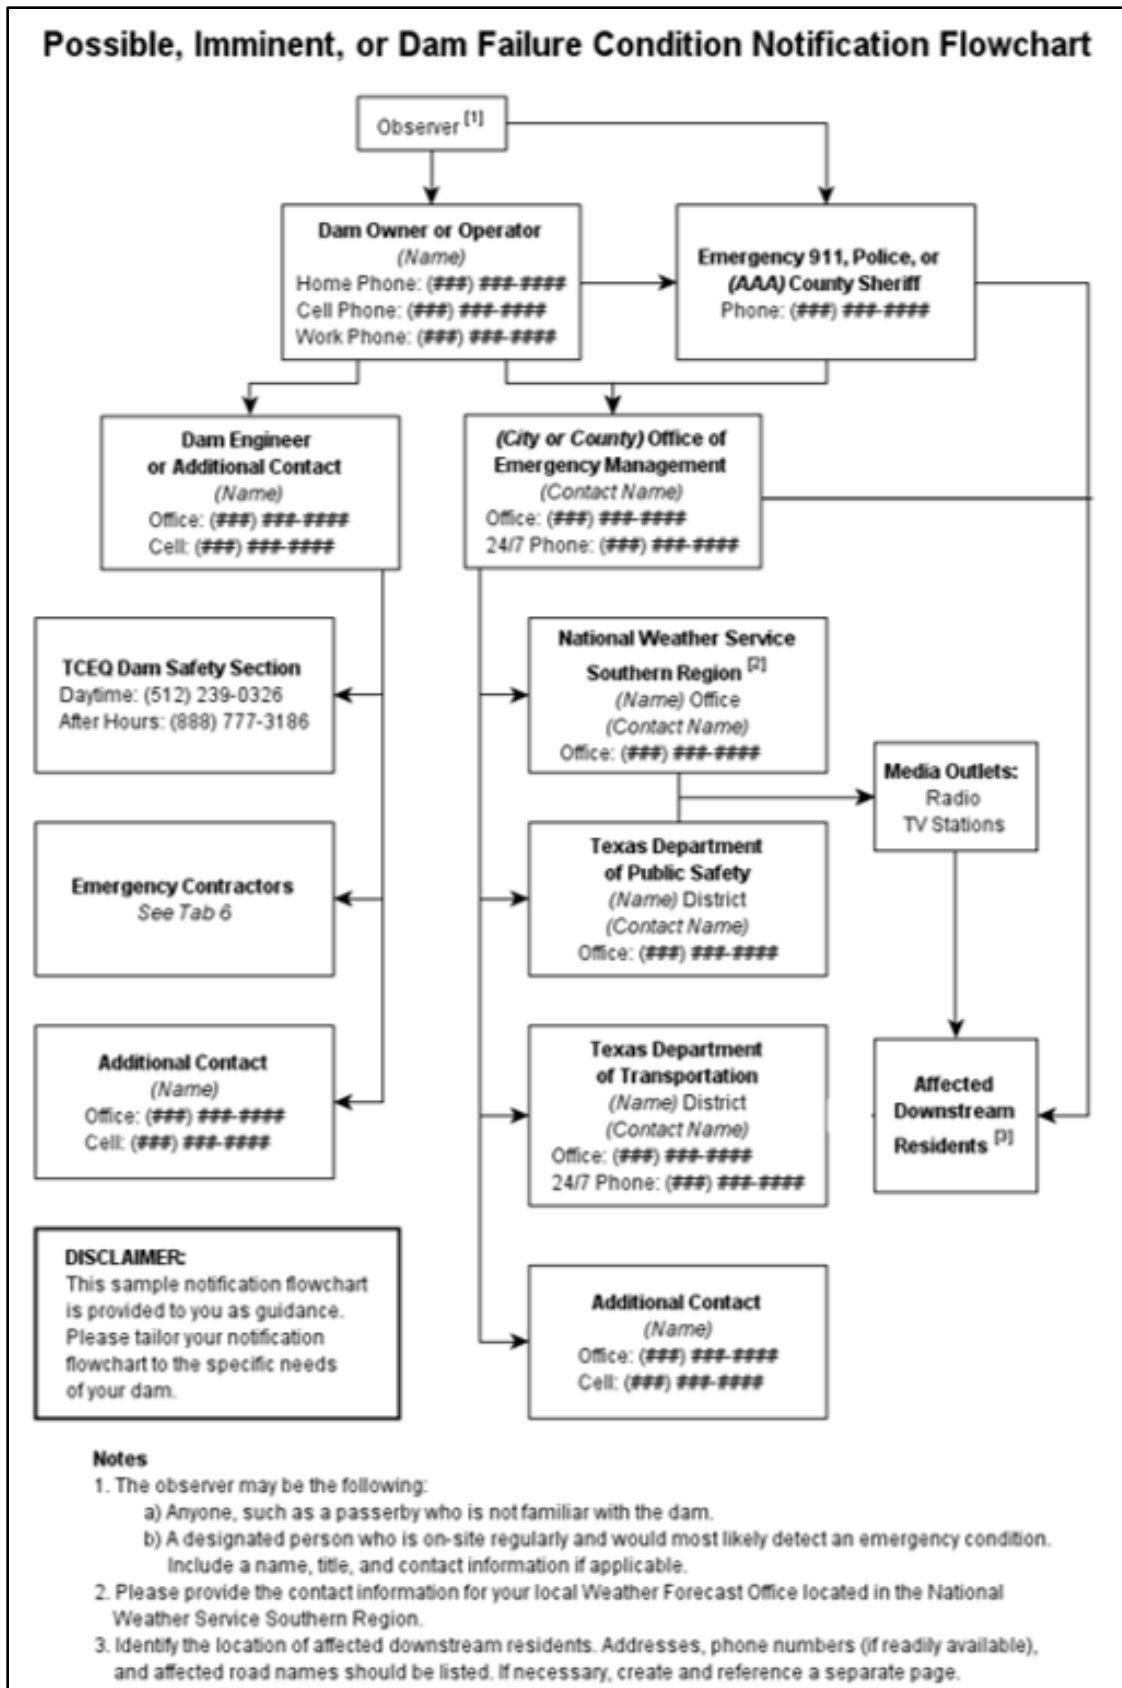 Possible, Imminent, or Dam Failure Condition Notification Flowchart
Observer [1]
Dam Owner or Operator
(Name)
Home Phone: (###) ###-####
Cell Phone: (###) ###-####
Work Phone: (###) ###-####
Emergency 911, Police, or
(AAA) County Sheriff
Phone: (###) ###-####
Dam Engineer
or Additional Contact
(Name)
Office: (###) ###-####
Cell: (###) ###-####
(City or County) Office of
Emergency Management
(Contact Name)
Office: (###) ###-####
24/7 Phone: (###) ###-####
TCEQ Dam Safety Section
Daytime: (512) 239-0326
After Hours: (888) 777-3186
National Weather Service
Southern Region [2]
(Name) Office
(Contact Name)
Office: (###) ###-####
Media Outlets:
Radio
TV Stations
Emergency Contractors
See Tab 6
Texas Department
of Public Safety
(Name) District
(Contact Name)
Office: (###) ###-####
Additional Contact
(Name)
Office: (###) ###-####
Cell: (###) ###-####
Texas Department
of Transportation
(Name) District
(Contact Name)
Office: (###) ###-####
24/7 Phone: (###) ###-####
Affected
Downstream
Residents [3]
DISCLAIMER:
This sample notification flowchart
is provided to you as guidance.
Please tailor your notification
flowchart to the specific needs
of your dam.
Additional Contact
(Name)
Office: (###) ###-####
Cell: (###) ###-####
Notes
1. The observer may be the following:
a) Anyone, such as a passerby who is not familiar with the dam.
b) A designated person who is on-site regularly and would most likely detect an emergency condition.
Include a name, title, and contact information if applicable.
2. Please provide the contact information for your local Weather Forecast Office located in the National
Weather Service Southern Region.
3. Identify the location of affected downstream residents. Addresses, phone numbers (if readily available),
and affected road names should be listed. If necessary, create and reference a separate page.